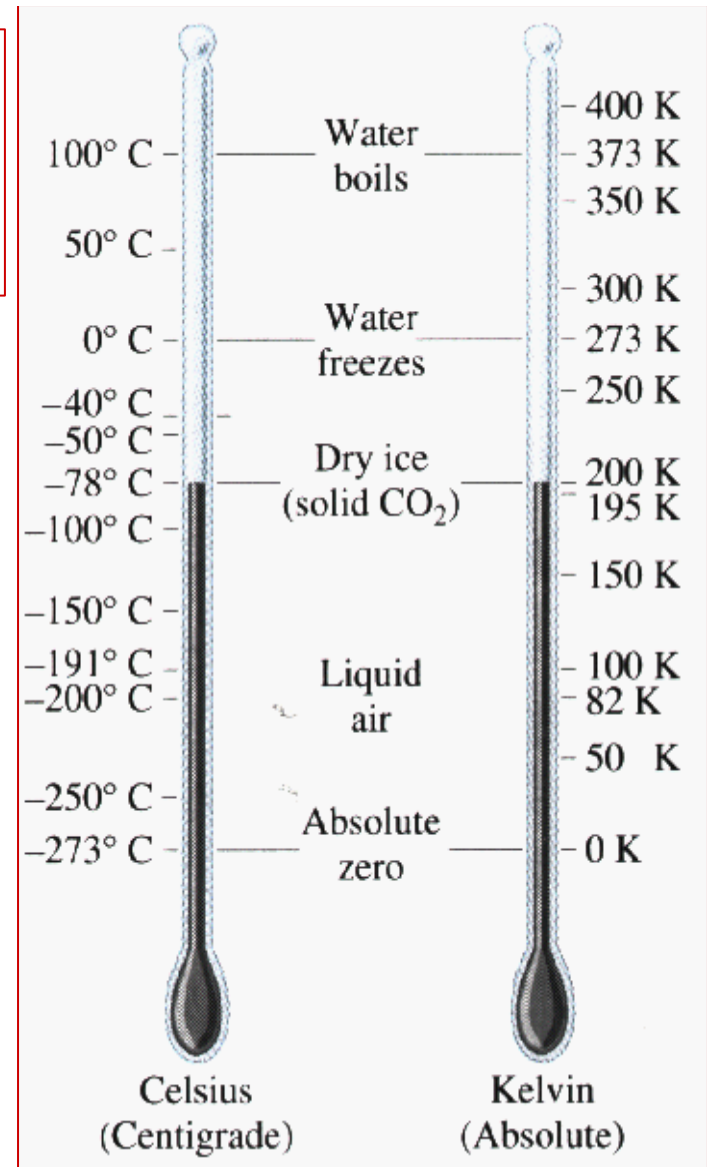 400 K
100° C
Water
boils
373 K
350 K
50° C
300 K
0° C
Water
freezes
273 K
250 K
–40° C
–50° C
–78° C
Dry ice
(solid CO₂)
200 K
195 K
–100° C
150 K
–150° C
–191° C
–200° C
Liquid
air
100 K
82 K
50 K
–250° C
–273° C
Absolute
zero
0 K
Celsius
(Centigrade)
Kelvin
(Absolute)